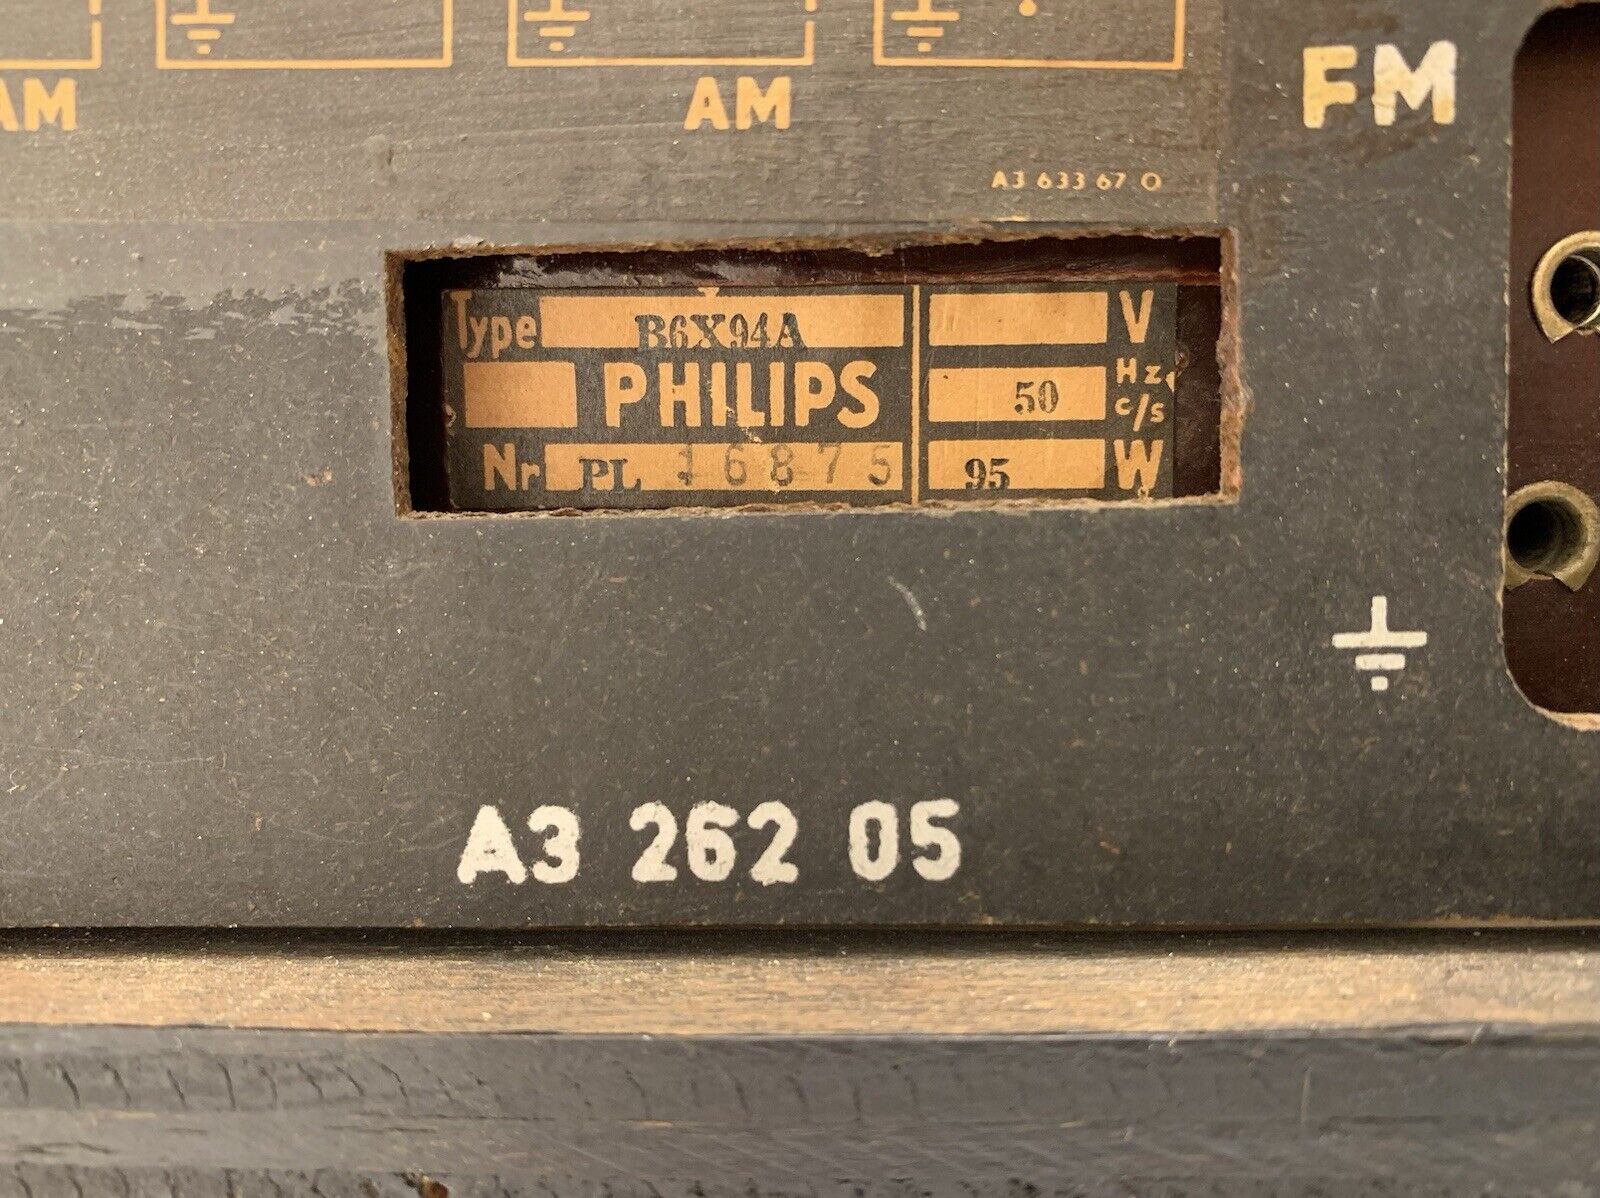 AM AM FM
A3 633 67 0
Type B6X94A V
PHILIPS 50 Hz c/s
Nr PL 16875 95 W
A3 262 05